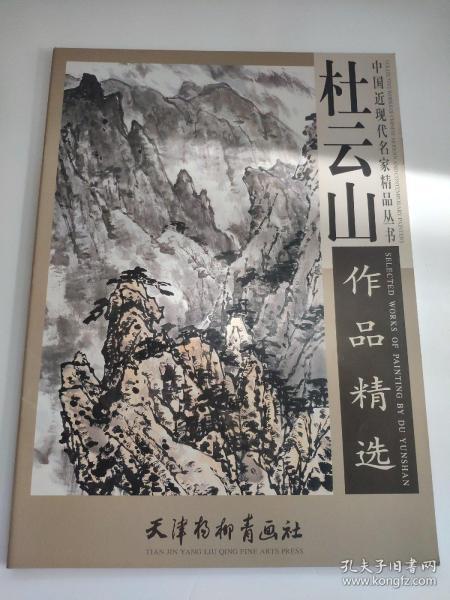 中国近现代名家精品丛书
杜云山
作品精选
SELECTED WORKS OF PAINTING BY DU YUNSHAN
天津杨柳青画社
TIAN JIN YANG LIU QING FINE ARTS PRESS
孔夫子旧书网
www.kongfz.com